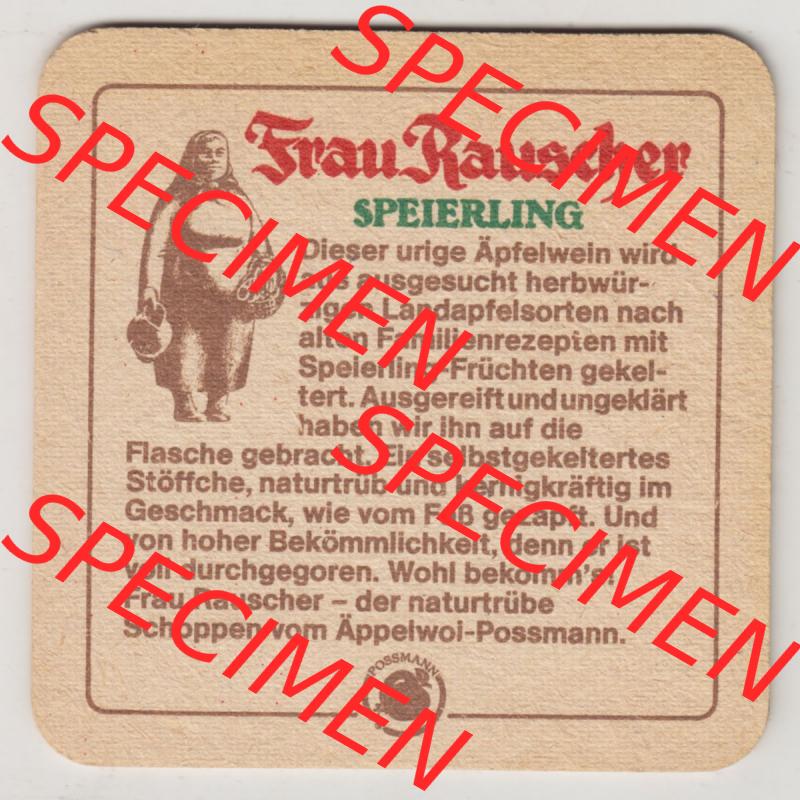 Frau Rauscher
SPEIERLING
Dieser urige Äpfelwein wird
aus ausgesucht herbwür-
zigen Landapfelsorten nach
alten Familienrezepten mit
Speierling-Früchten gekel-
tert. Ausgereift und ungeklärt
haben wir ihn auf die
Flasche gebracht. Ein selbstgekeltertes
Stöffche, naturtrüb und kernigkräftig im
Geschmack, wie vom Faß gezapft. Und
von hoher Bekömmlichkeit, denn er ist
voll durchgegoren. Wohl bekomm's!
Frau Rauscher – der naturtrübe
Schoppen vom Äppelwoi-Possmann.
POSSMANN
SPECIMEN
SPECIMEN
SPECIMEN
SPECIMEN